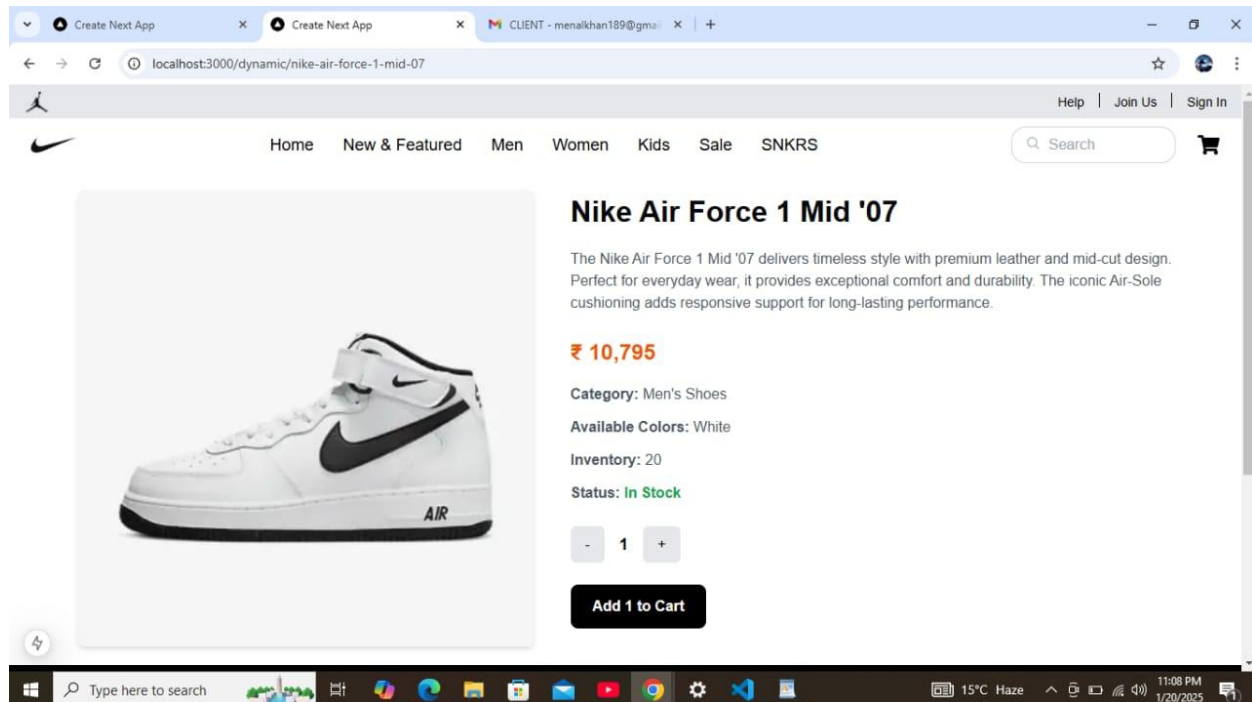 Create Next App
Create Next App
CLIENT - menalkhan189@gmai
localhost:3000/dynamic/nike-air-force-1-mid-07
Help | Join Us | Sign In
Home New & Featured Men Women Kids Sale SNKRS
Search
Nike Air Force 1 Mid '07
The Nike Air Force 1 Mid '07 delivers timeless style with premium leather and mid-cut design.
Perfect for everyday wear, it provides exceptional comfort and durability. The iconic Air-Sole
cushioning adds responsive support for long-lasting performance.
₹ 10,795
Category: Men's Shoes
Available Colors: White
Inventory: 20
Status: In Stock
- 1 +
Add 1 to Cart
AIR
Type here to search
15°C Haze
11:08 PM
1/20/2025